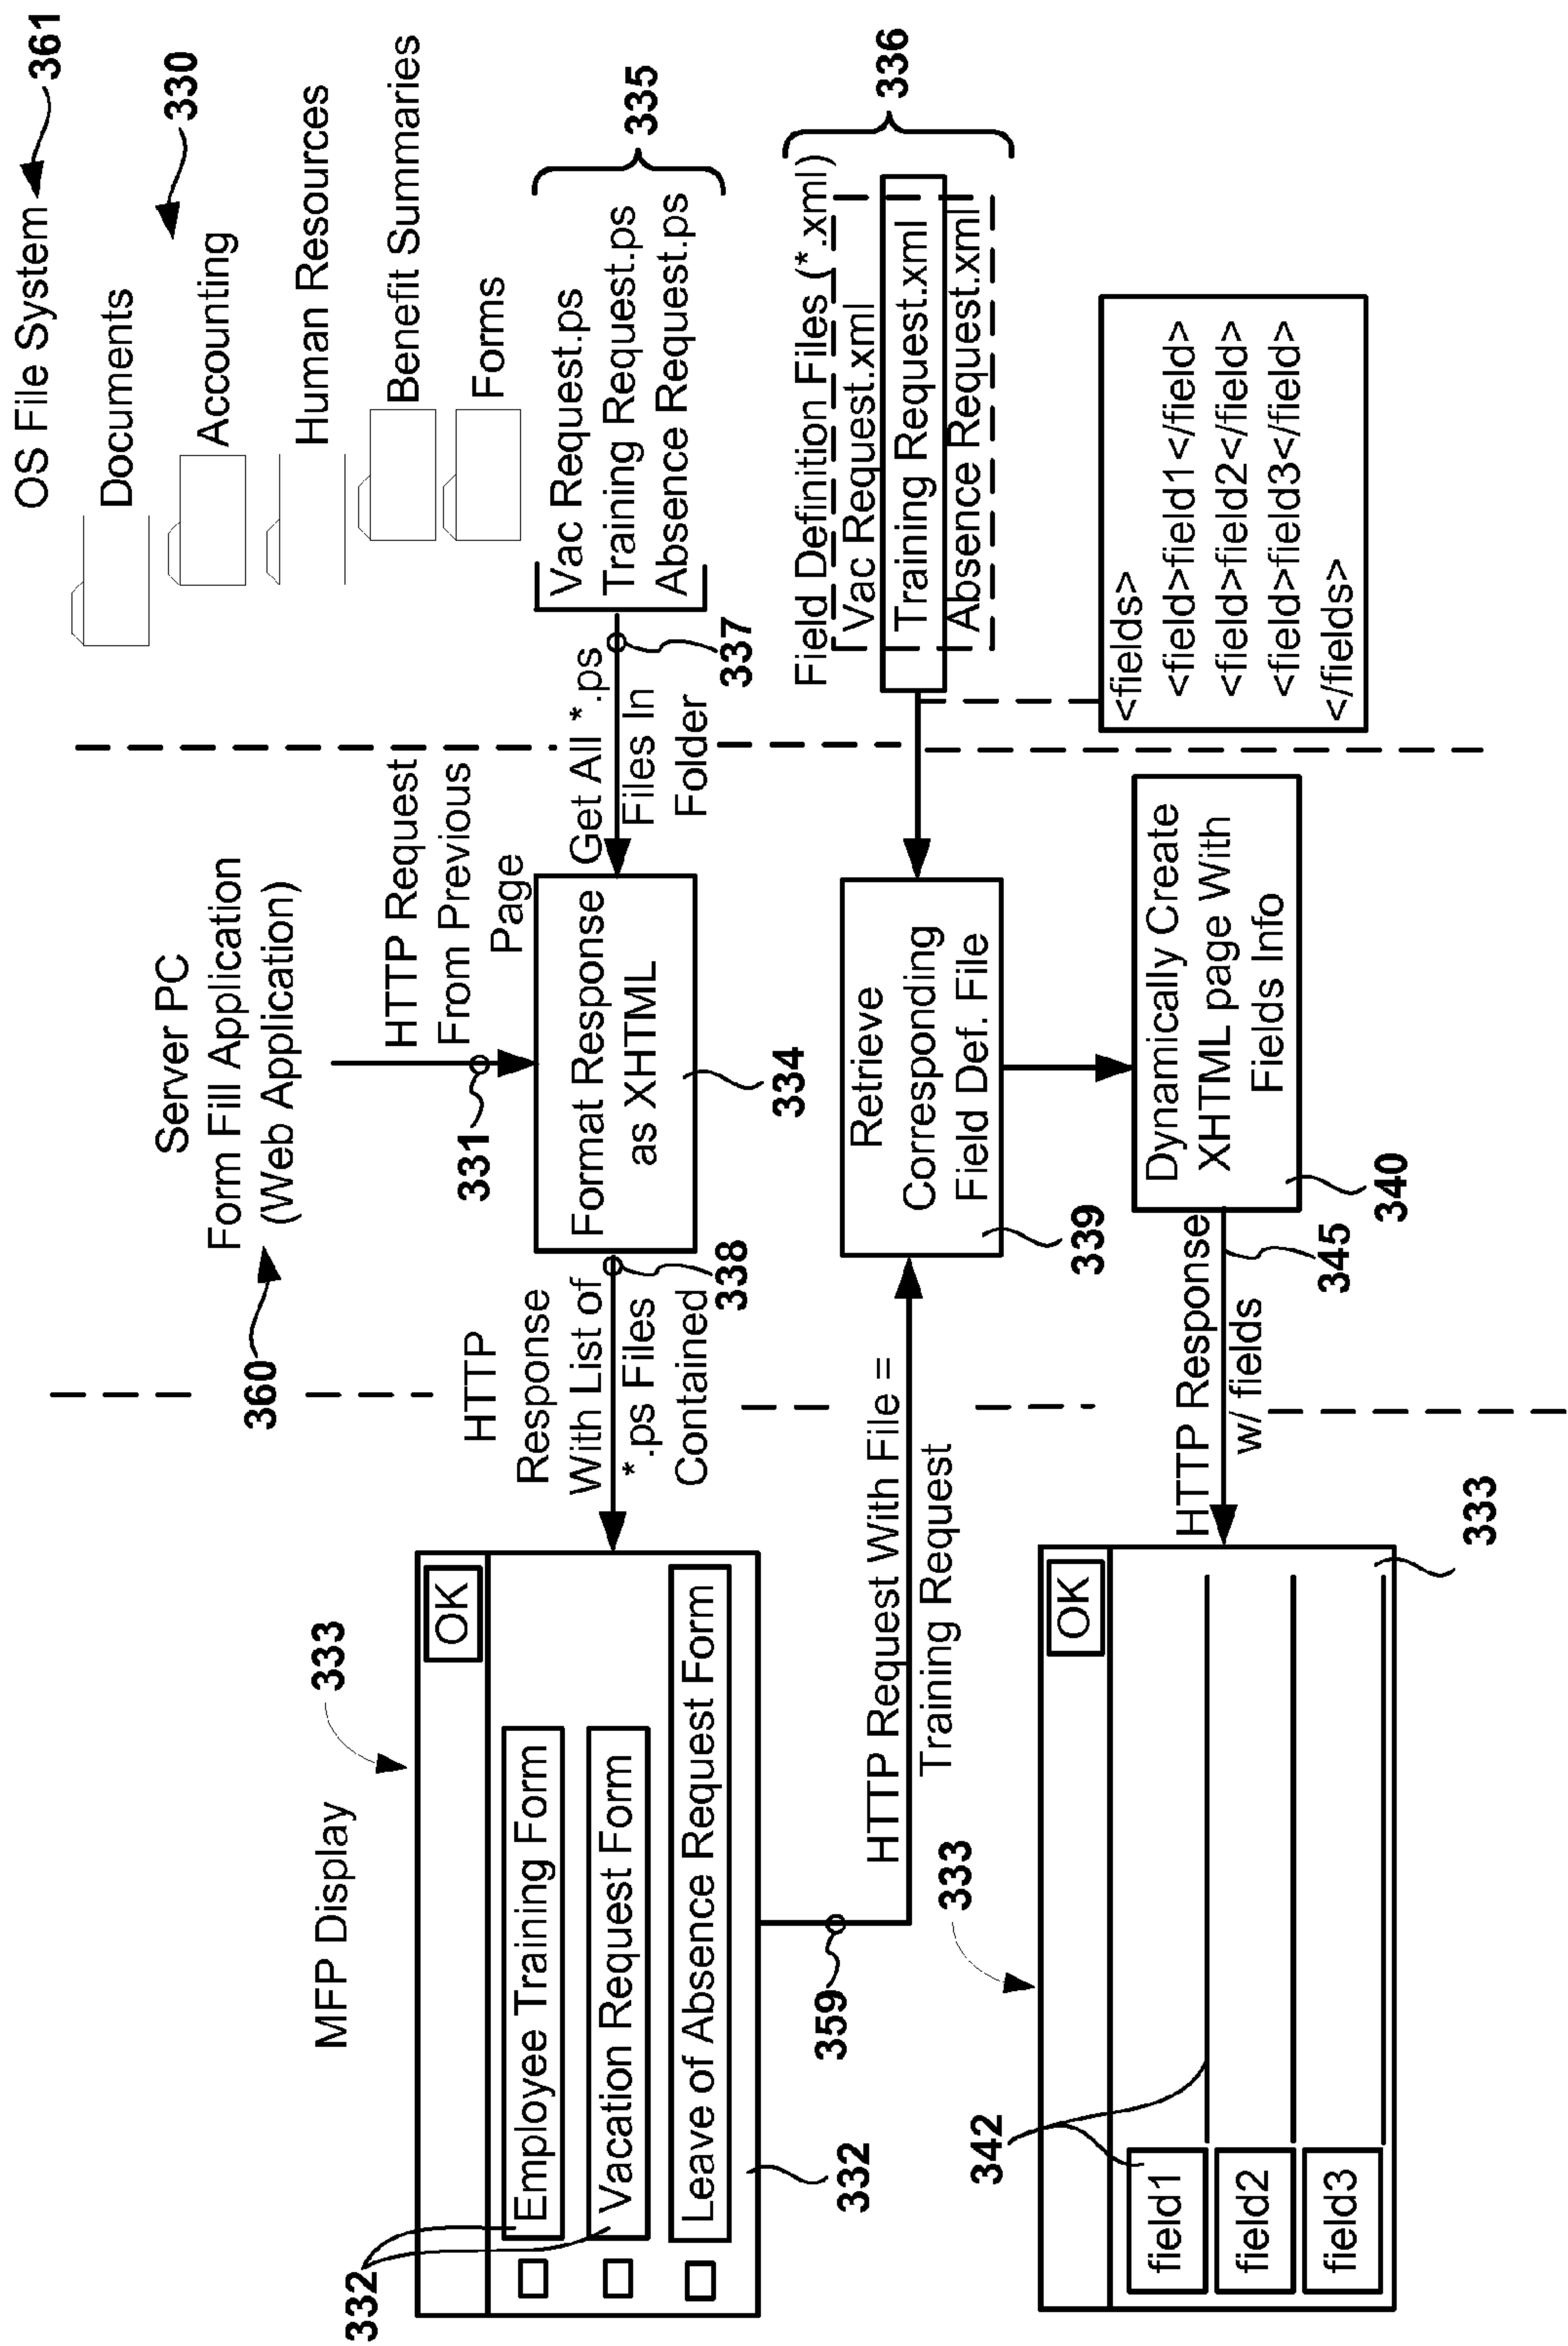 MFP Display
333
OK
Employee Training Form
Vacation Request Form
Leave of Absence Request Form
332
332
359
HTTP Request With File =
Training Request
333
OK
field1
field2
field3
342
333
360
Server PC
Form Fill Application
(Web Application)
HTTP Request
From Previous
Page
331
Format Response
as XHTML
334
HTTP
Response
With List of
*.ps Files
Contained
338
Retrieve
Corresponding
Field Def. File
339
Dynamically Create
XHTML page With
Fields Info
340
HTTP Response
w/ fields
345
OS File System
361
330
Documents
Accounting
Human Resources
Benefit Summaries
Forms
Vac Request.ps
Training Request.ps
Absence Request.ps
335
Get All *.ps
Files In
Folder
337
Field Definition Files (*.xml)
Vac Request.xml
Training Request.xml
Absence Request.xml
336
<fields>
<field>field1</field>
<field>field2</field>
<field>field3</field>
</fields>